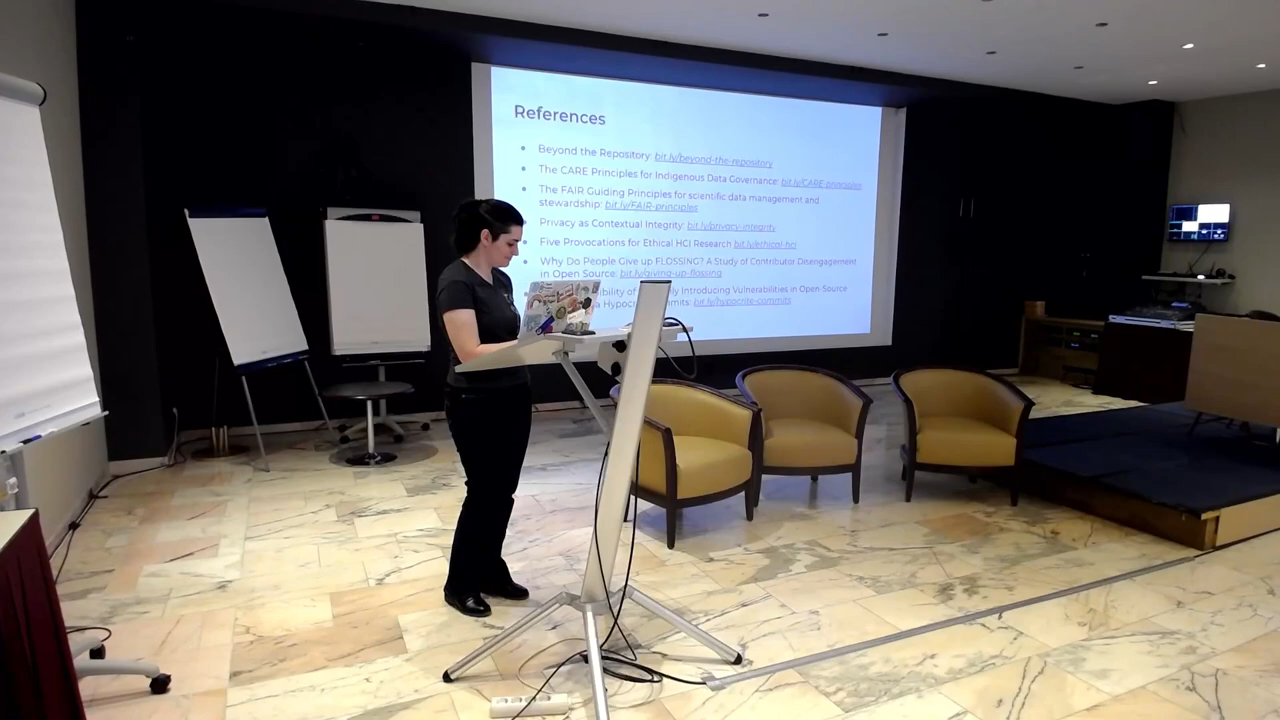 References
Beyond the Repository: bit.ly/beyond-the-repository
The CARE Principles for Indigenous Data Governance: bit.ly/CARE-principles
The FAIR Guiding Principles for scientific data management and
stewardship: bit.ly/FAIR-principles
Privacy as Contextual Integrity: bit.ly/privacy-integrity
Five Provocations for Ethical HCI Research bit.ly/ethical-hci
Why Do People Give up FLOSSING? A Study of Contributor Disengagement
in Open Source: bit.ly/giving-up-flossing
Introducing Vulnerabilities in Open-Source
bit.ly/hypocrite-commits